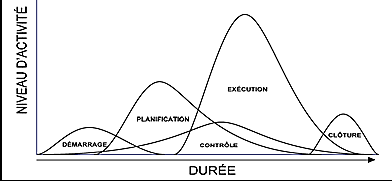 NIVEAU D'ACTIVITÉ
EXÉCUTION
PLANIFICATION
CLÔTURE
DÉMARRAGE
CONTRÔLE
DURÉE